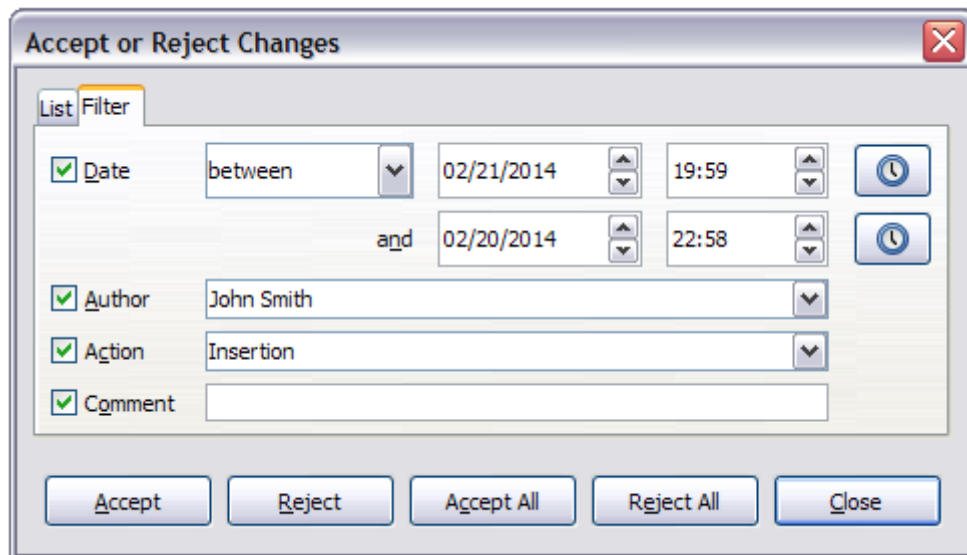 Accept or Reject Changes
List Filter
Date between 02/21/2014 19:59
and 02/20/2014 22:58
Author John Smith
Action Insertion
Comment
Accept Reject Accept All Reject All Close